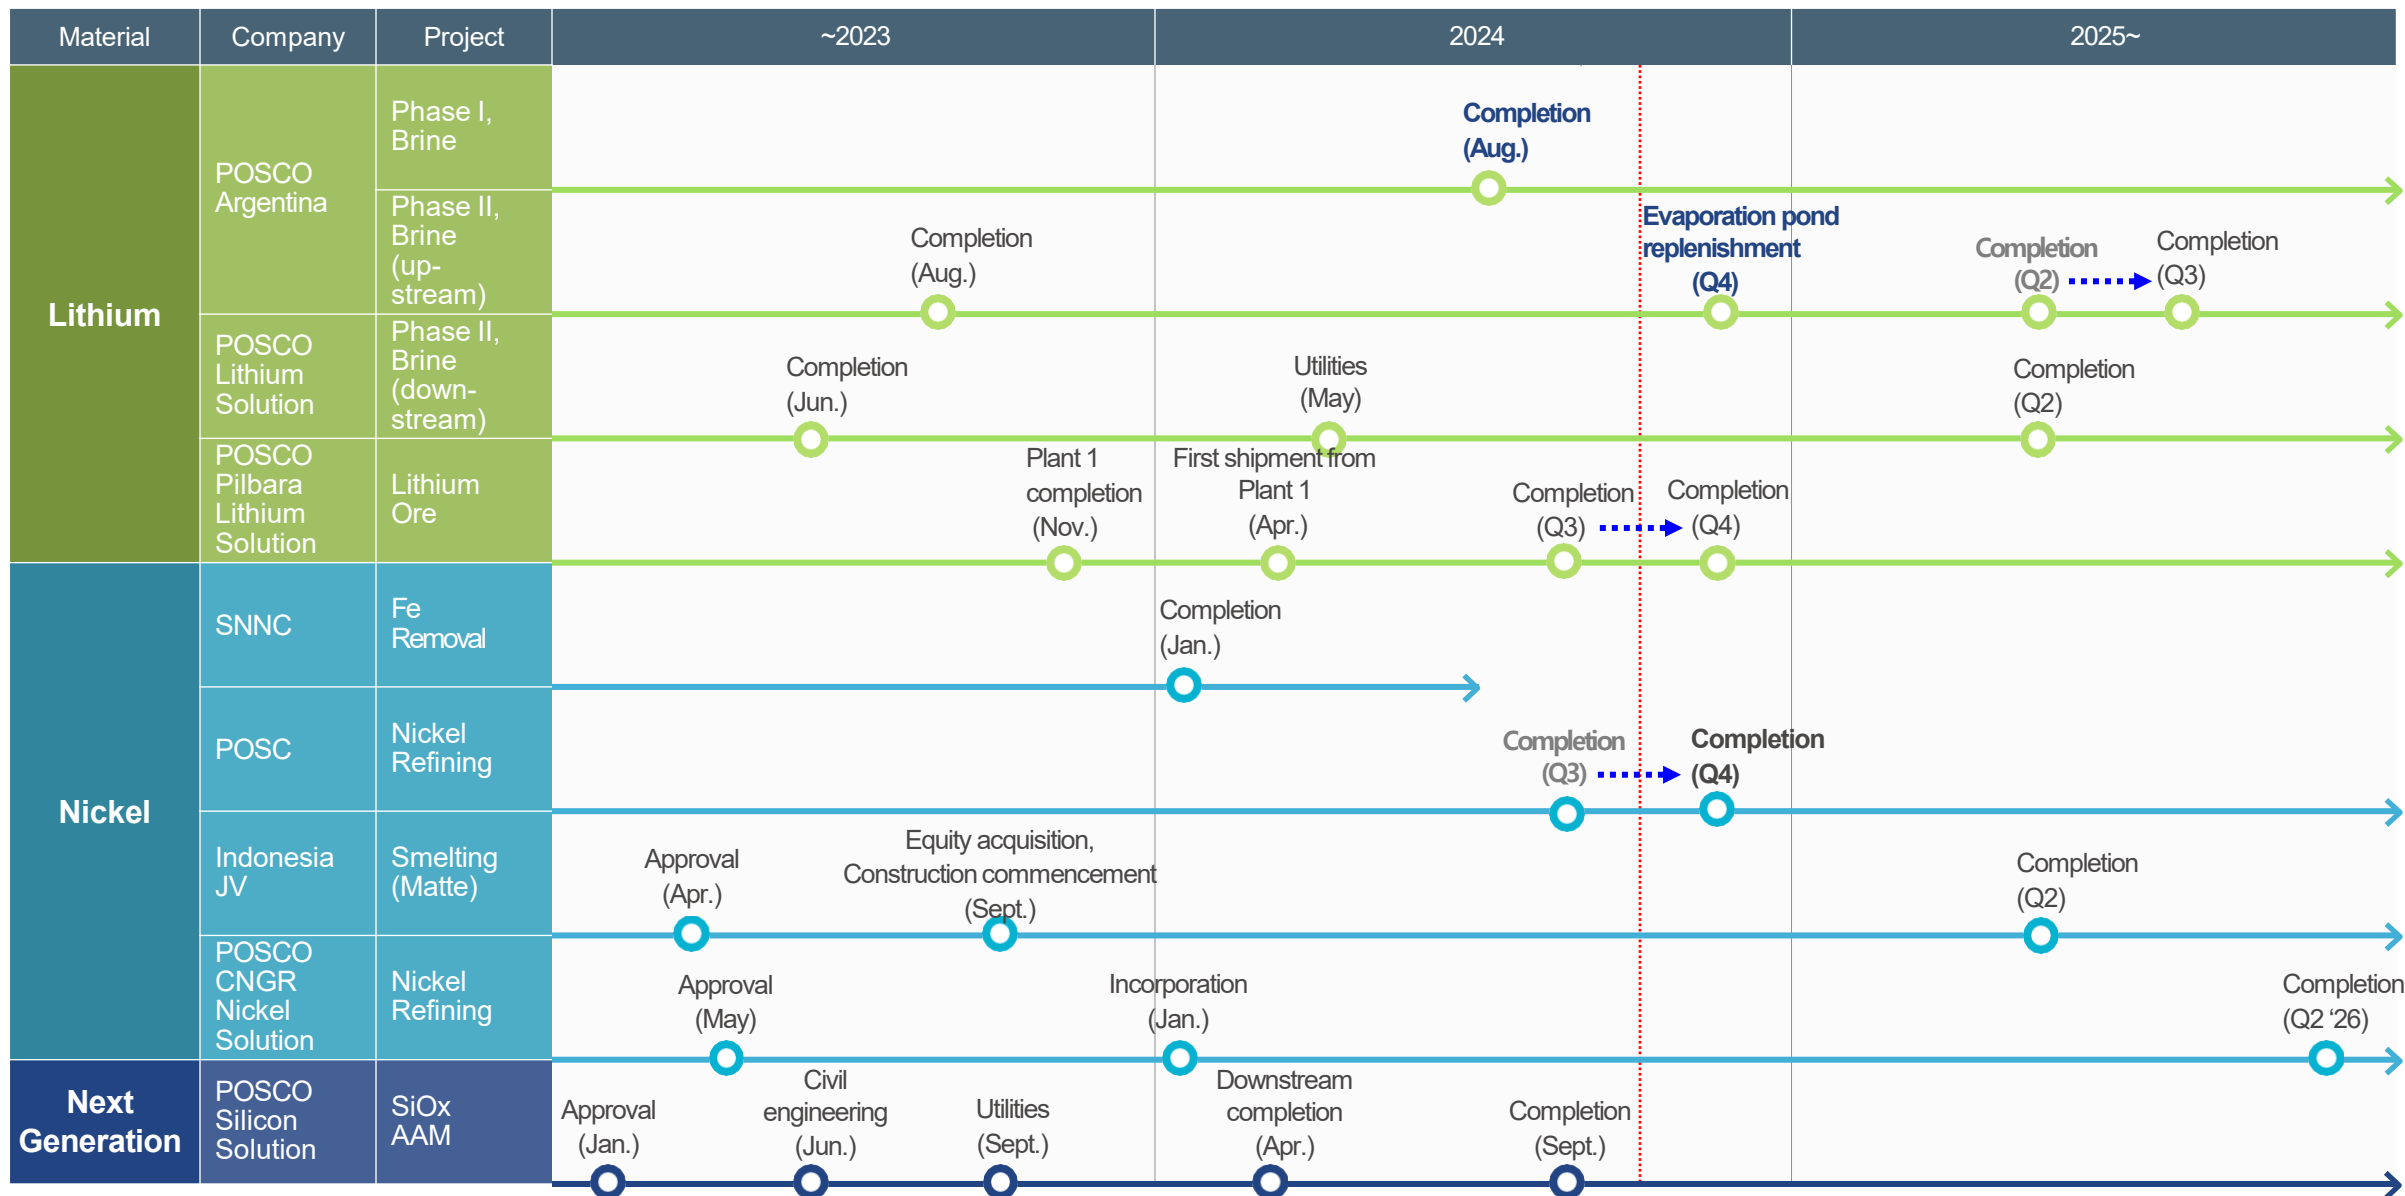 Material
Company
Project
~2023
2024
2025~
Lithium
POSCO
Argentina
Phase I,
Brine
Completion
(Aug.)
Phase II,
Brine
(up-
stream)
Completion
(Aug.)
Evaporation pond
replenishment
(Q4)
Completion
(Q2)
Completion
(Q3)
POSCO
Lithium
Solution
Phase II,
Brine
(down-
stream)
Completion
(Jun.)
Utilities
(May)
Completion
(Q2)
POSCO
Pilbara
Lithium
Solution
Lithium
Ore
Plant 1
completion
(Nov.)
First shipment from
Plant 1
(Apr.)
Completion
(Q3)
Completion
(Q4)
Nickel
SNNC
Fe
Removal
Completion
(Jan.)
POSC
Nickel
Refining
Completion
(Q3)
Completion
(Q4)
Indonesia
JV
Smelting
(Matte)
Approval
(Apr.)
Equity acquisition,
Construction commencement
(Sept.)
Completion
(Q2)
POSCO
CNGR
Nickel
Solution
Nickel
Refining
Approval
(May)
Incorporation
(Jan.)
Completion
(Q2 ‘26)
Next
Generation
POSCO
Silicon
Solution
SiOx
AAM
Approval
(Jan.)
Civil
engineering
(Jun.)
Utilities
(Sept.)
Downstream
completion
(Apr.)
Completion
(Sept.)